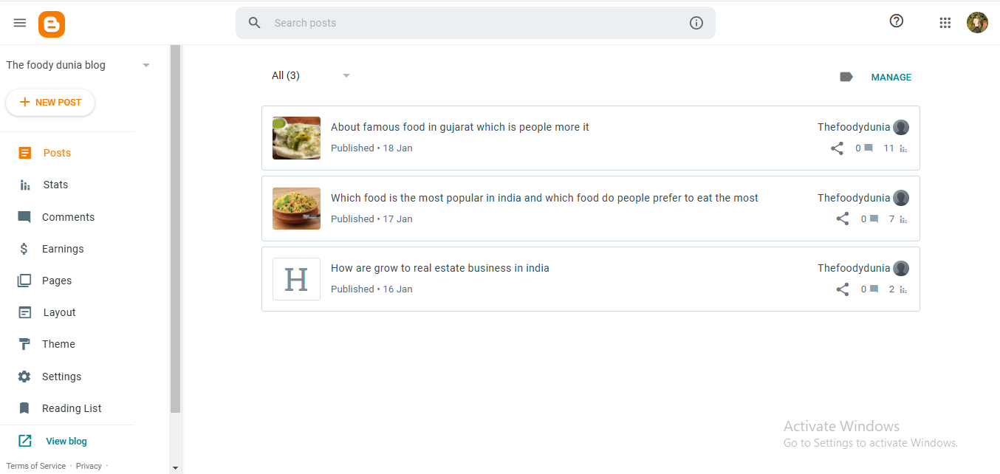 Search posts
The foody dunia blog
NEW POST
Posts
Stats
Comments
Earnings
Pages
Layout
Theme
Settings
Reading List
View blog
Terms of Service · Privacy ·
All (3)
MANAGE
About famous food in gujarat which is people more it
Thefoodydunia
Published • 18 Jan
0 11
Which food is the most popular in india and which food do people prefer to eat the most
Thefoodydunia
Published • 17 Jan
0 7
H
How are grow to real estate business in india
Thefoodydunia
Published • 16 Jan
0 2
Activate Windows
Go to Settings to activate Windows.